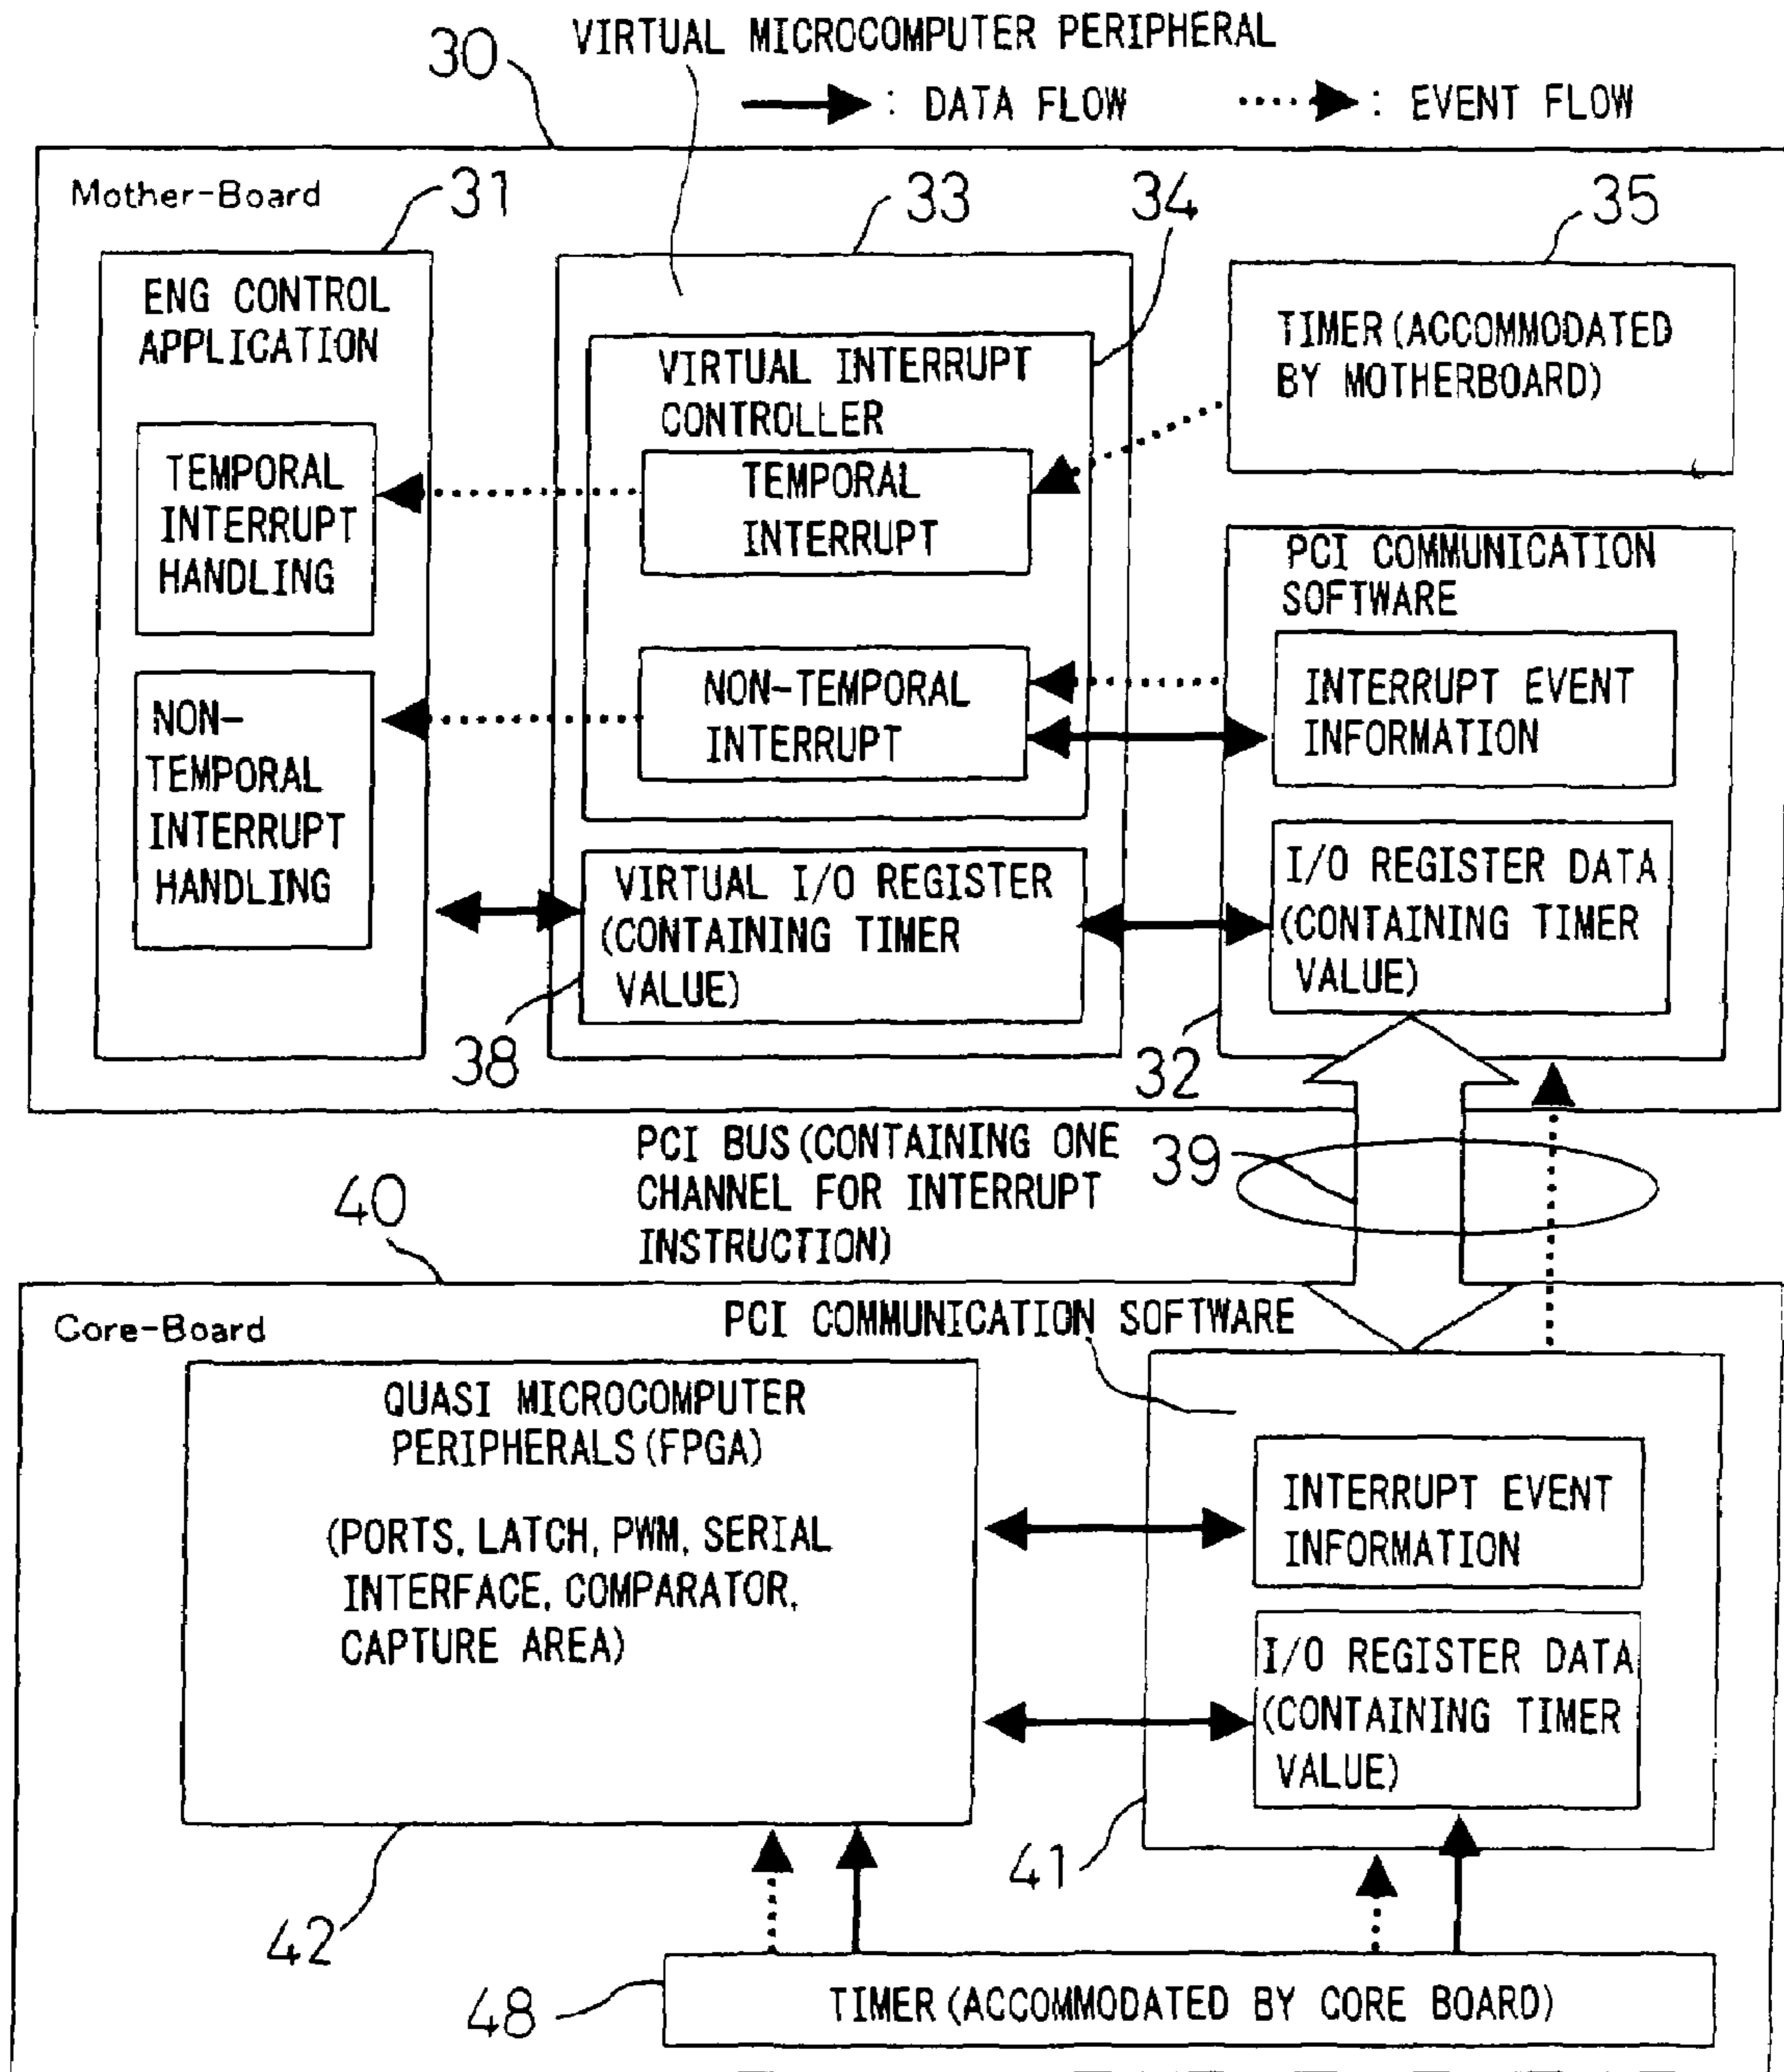 VIRTUAL MICROCOMPUTER PERIPHERAL
30
: DATA FLOW
: EVENT FLOW
Mother-Board
31
33
34
35
ENG CONTROL
APPLICATION
TEMPORAL
INTERRUPT
HANDLING
NON-
TEMPORAL
INTERRUPT
HANDLING
VIRTUAL INTERRUPT
CONTROLLER
TEMPORAL
INTERRUPT
NON-TEMPORAL
INTERRUPT
VIRTUAL I/O REGISTER
(CONTAINING TIMER
VALUE)
38
TIMER(ACCOMMODATED
BY MOTHERBOARD)
PCI COMMUNICATION
SOFTWARE
INTERRUPT EVENT
INFORMATION
I/O REGISTER DATA
(CONTAINING TIMER
VALUE)
32
PCI BUS(CONTAINING ONE
CHANNEL FOR INTERRUPT
INSTRUCTION)
39
40
Core-Board
PCI COMMUNICATION SOFTWARE
QUASI MICROCOMPUTER
PERIPHERALS(FPGA)
(PORTS, LATCH, PWM, SERIAL
INTERFACE, COMPARATOR,
CAPTURE AREA)
INTERRUPT EVENT
INFORMATION
I/O REGISTER DATA
(CONTAINING TIMER
VALUE)
41
42
48
TIMER(ACCOMMODATED BY CORE BOARD)